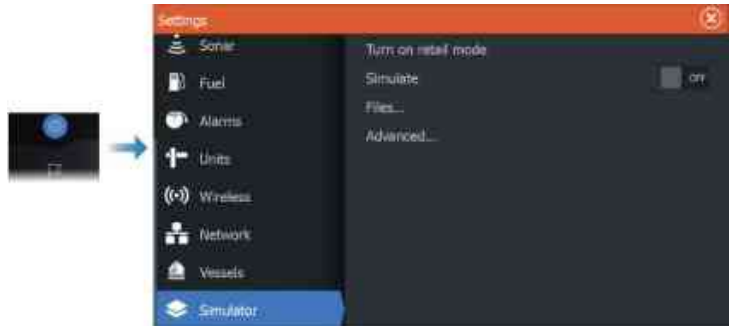 Settings
Sonar
Fuel
Alarms
Units
Wireless
Network
Vessels
Simulator
Turn on retail mode
Simulate
OFF
Files...
Advanced...